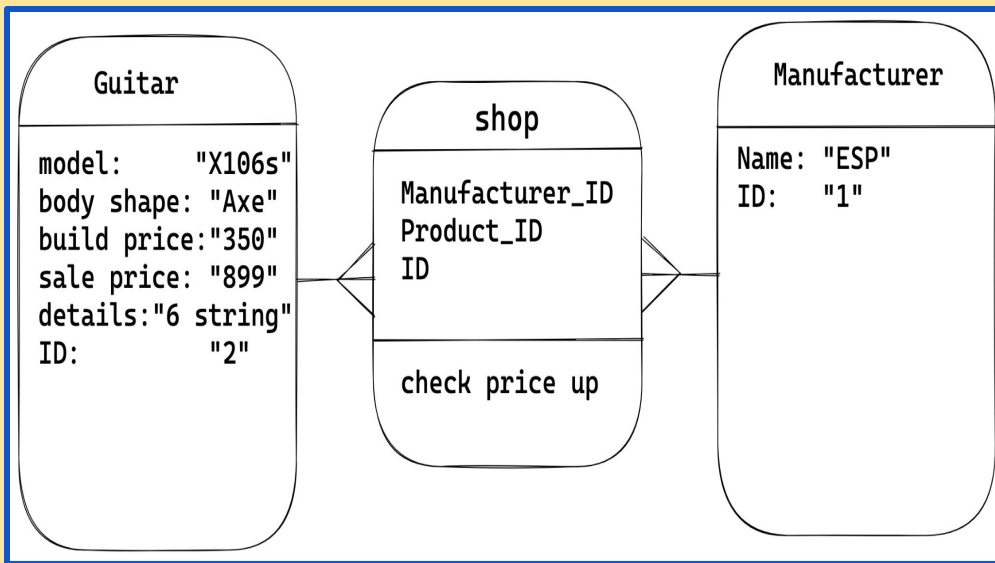 Guitar
model: "X106s"
body shape: "Axe"
build price:"350"
sale price: "899"
details:"6 string"
ID: "2"
shop
Manufacturer_ID
Product_ID
ID
check price up
Manufacturer
Name: "ESP"
ID: "1"